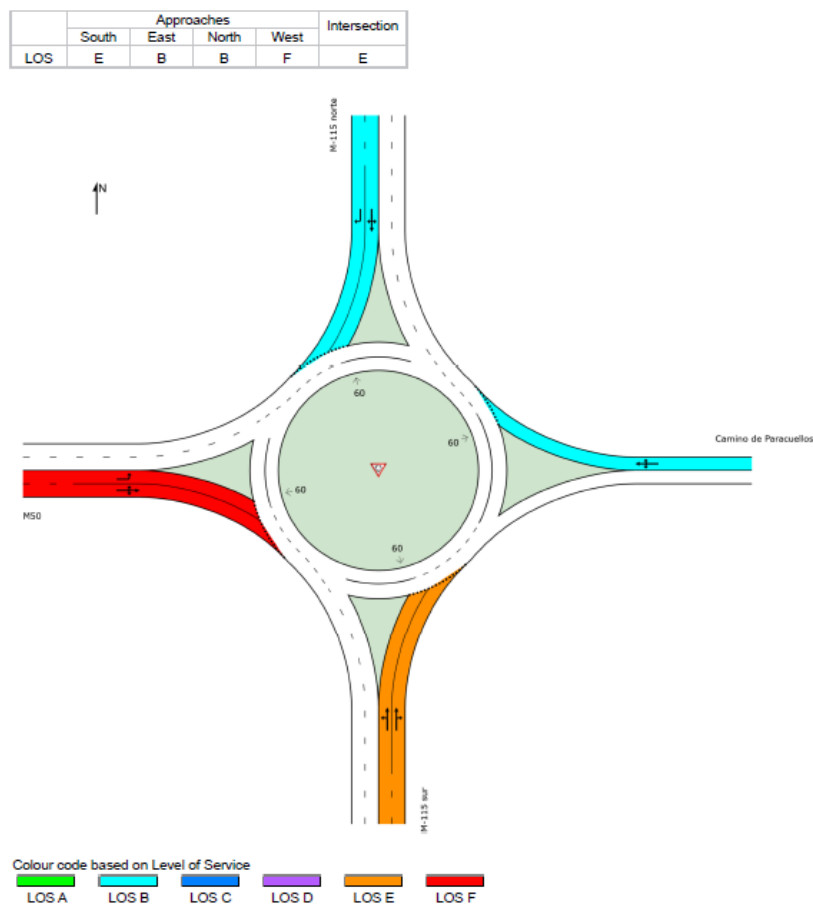 Approaches
Intersection
South East North West
LOS E B B F E
M-115 norte
N
60
Camino de Paracuellos
60
60
M50
60
M-115 sur
Colour code based on Level of Service
LOS A LOS B LOS C LOS D LOS E LOS F